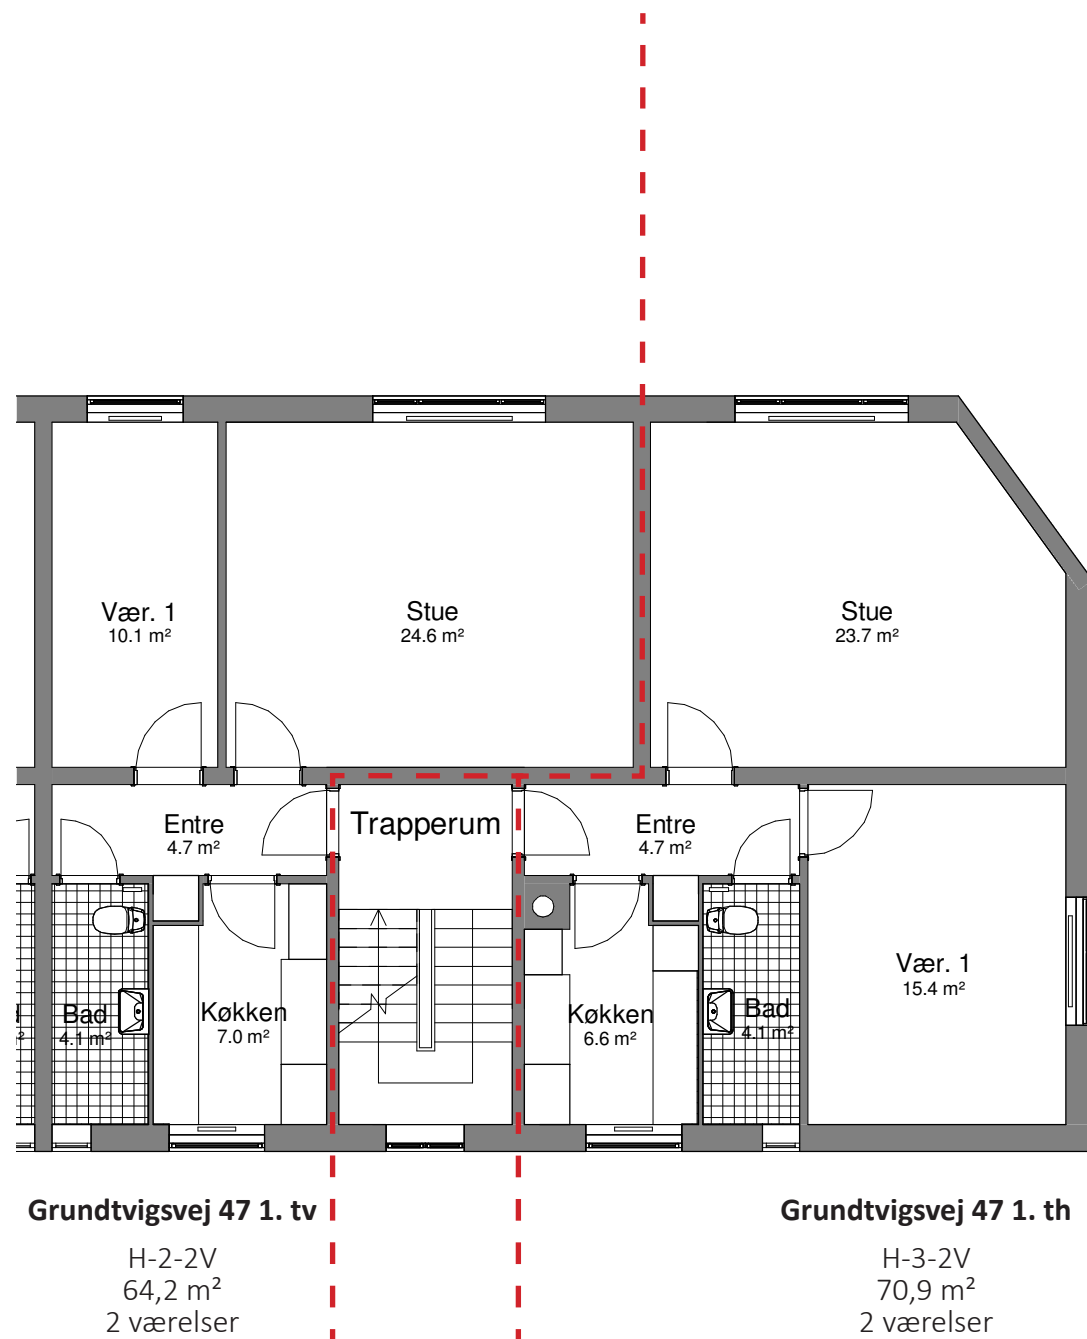 Vær. 1
10.1 m²
Stue
24.6 m²
Stue
23.7 m²
Entre
4.7 m²
Trapperum
Entre
4.7 m²
Vær. 1
15.4 m²
Bad
4.1 m²
Køkken
7.0 m²
Køkken
6.6 m²
Bad
4.1 m²
Grundtvigsvej 47 1. tv
H-2-2V
64,2 m²
2 værelser
Grundtvigsvej 47 1. th
H-3-2V
70,9 m²
2 værelser